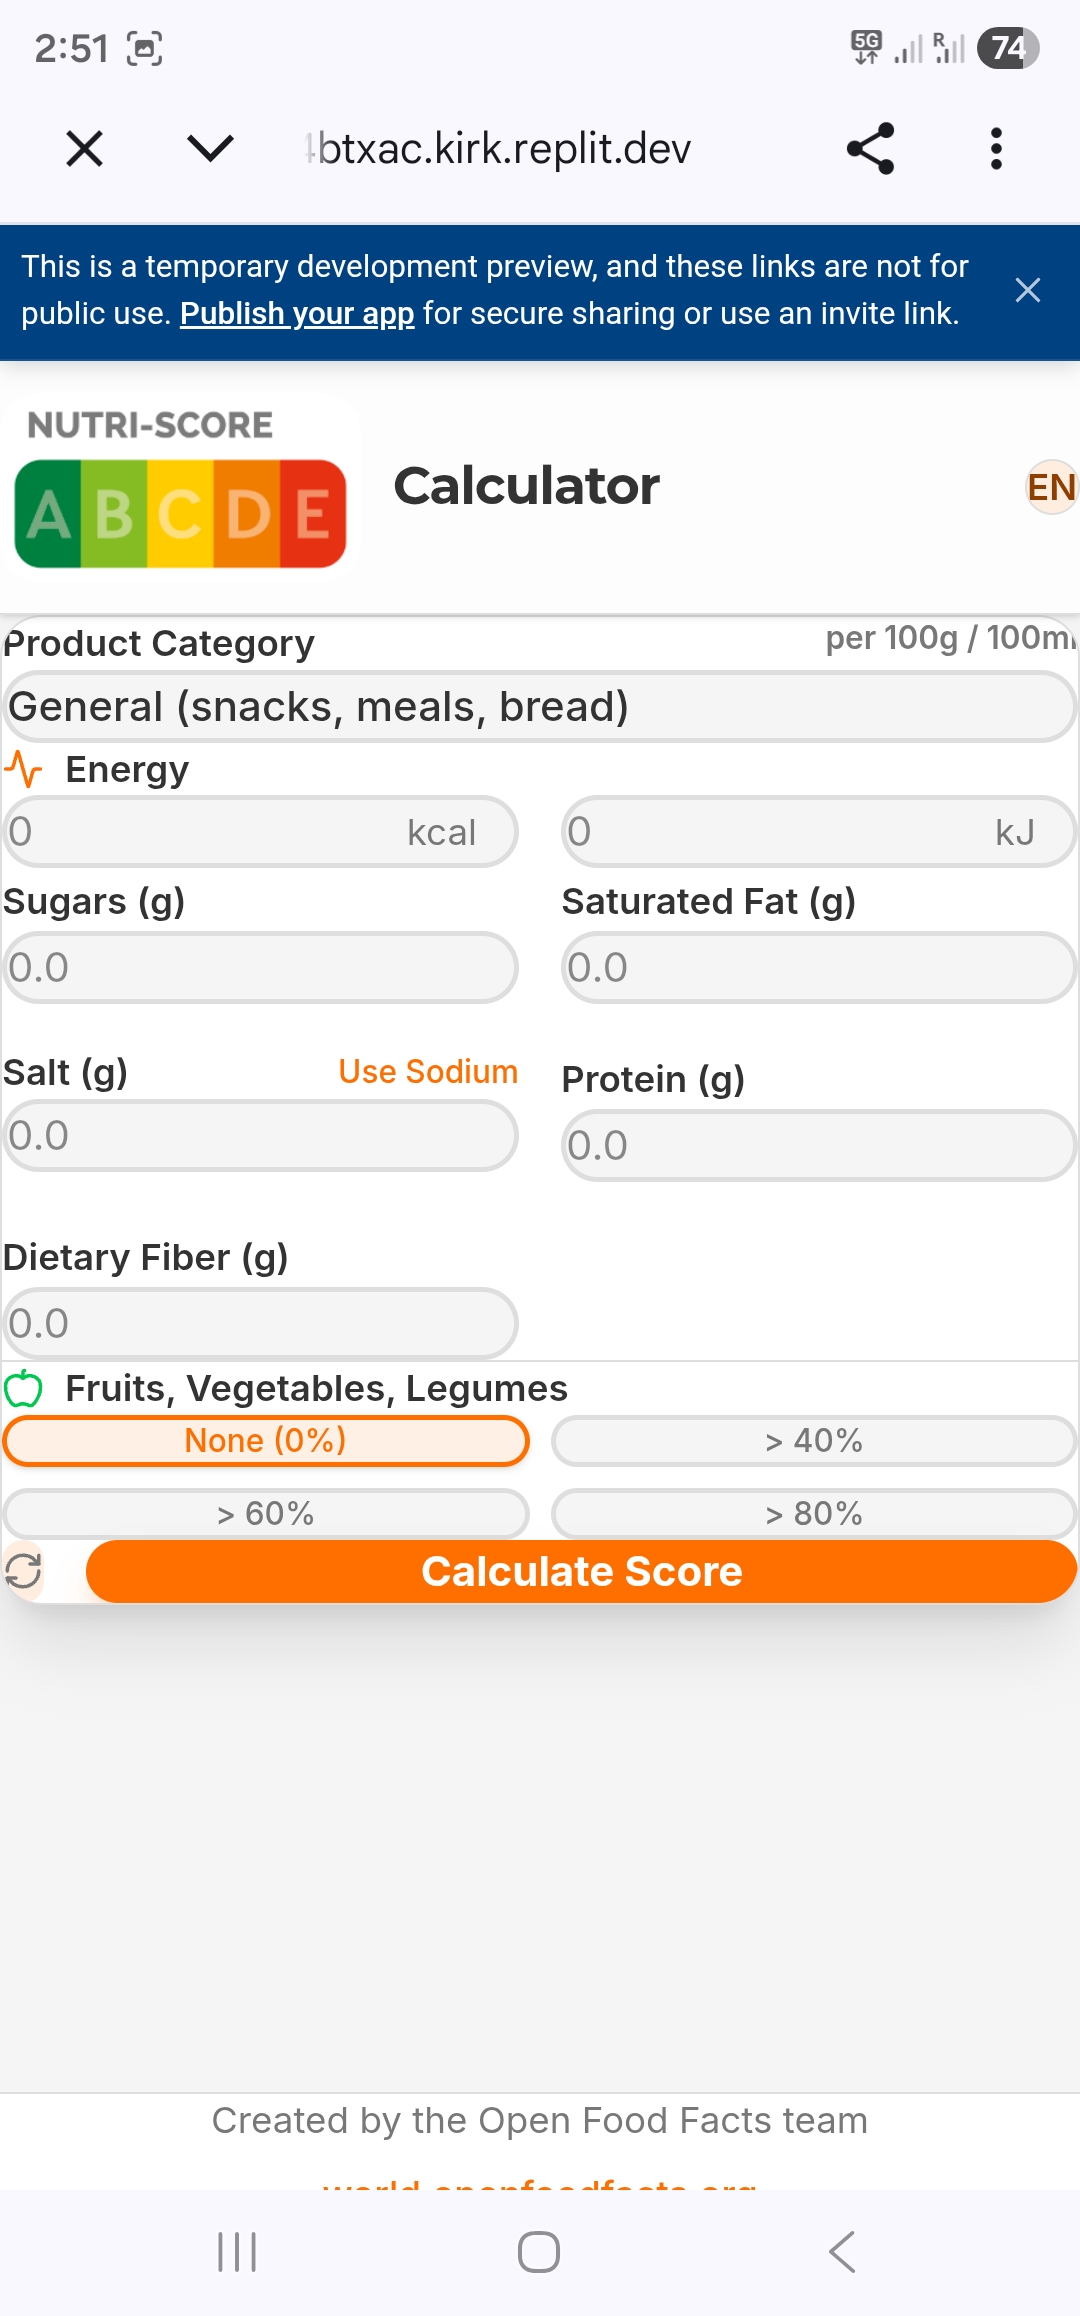 2:51
5G
R
74
btxac.kirk.replit.dev
This is a temporary development preview, and these links are not for
public use. Publish your app for secure sharing or use an invite link.
NUTRI-SCORE
A B C D E
Calculator
EN
Product Category
per 100g / 100ml
General (snacks, meals, bread)
Energy
0 kcal
0 kJ
Sugars (g)
Saturated Fat (g)
0.0
0.0
Salt (g)
Use Sodium
Protein (g)
0.0
0.0
Dietary Fiber (g)
0.0
Fruits, Vegetables, Legumes
None (0%)
> 40%
> 60%
> 80%
Calculate Score
Created by the Open Food Facts team
world.openfoodfacts.org